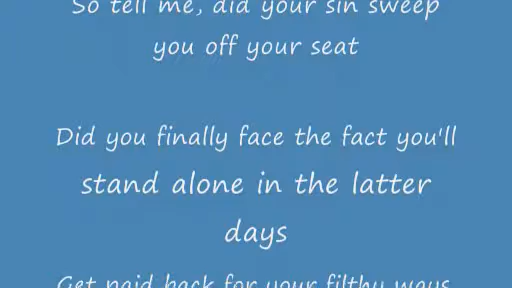 So tell me, did your sin sweep
you off your seat
Did you finally face the fact you'll
stand alone in the latter
days
Get paid back for your filthy ways